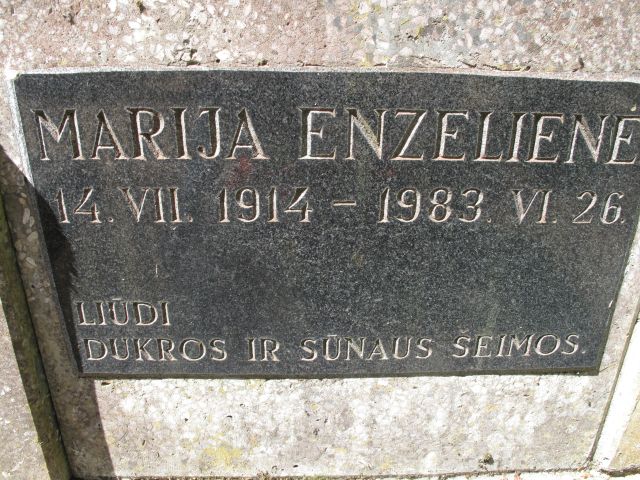 MARIJA ENZELIENĖ
14. VII. 1914 – 1983. VI. 26.
LIŪDI
DUKROS IR SŪNAUS ŠEIMOS.